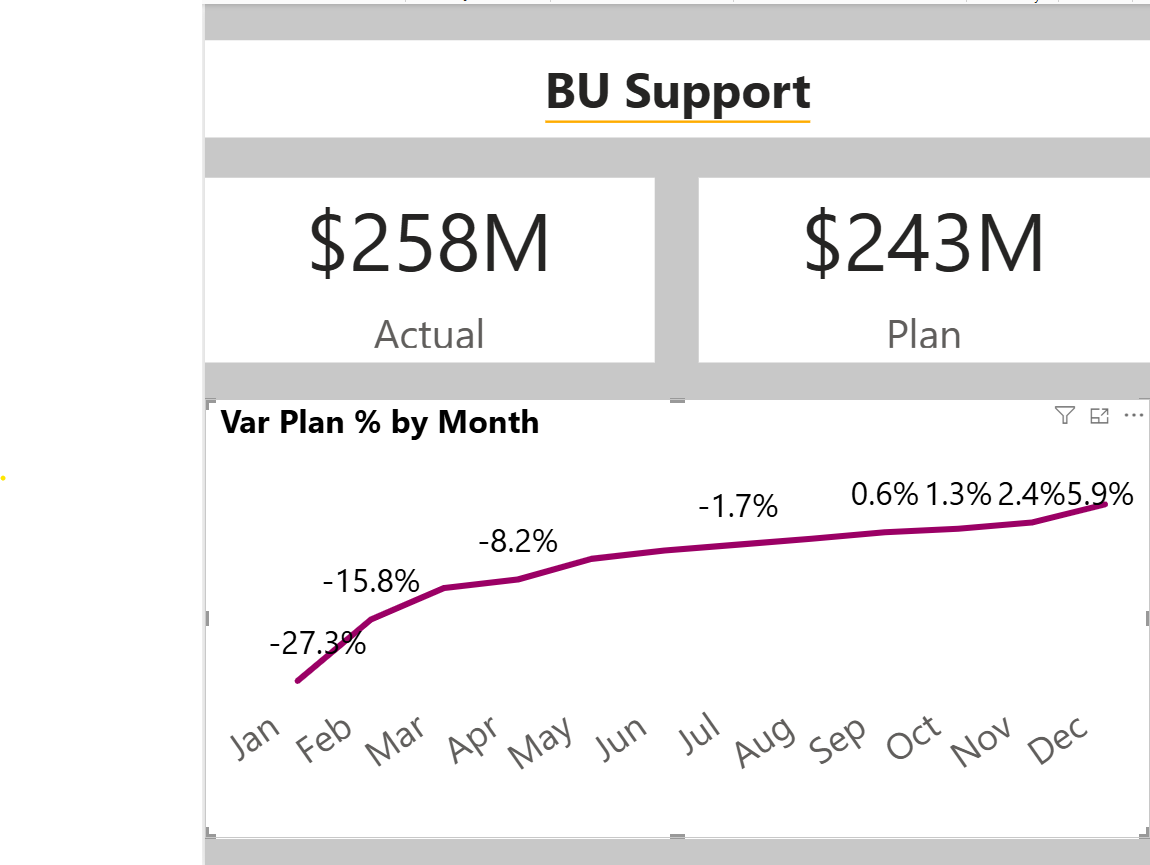 BU Support
$258M
Actual
$243M
Plan
Var Plan % by Month
-27.3%
-15.8%
-8.2%
-1.7%
0.6%
1.3%
2.4%
5.9%
Jan
Feb
Mar
Apr
May
Jun
Jul
Aug
Sep
Oct
Nov
Dec